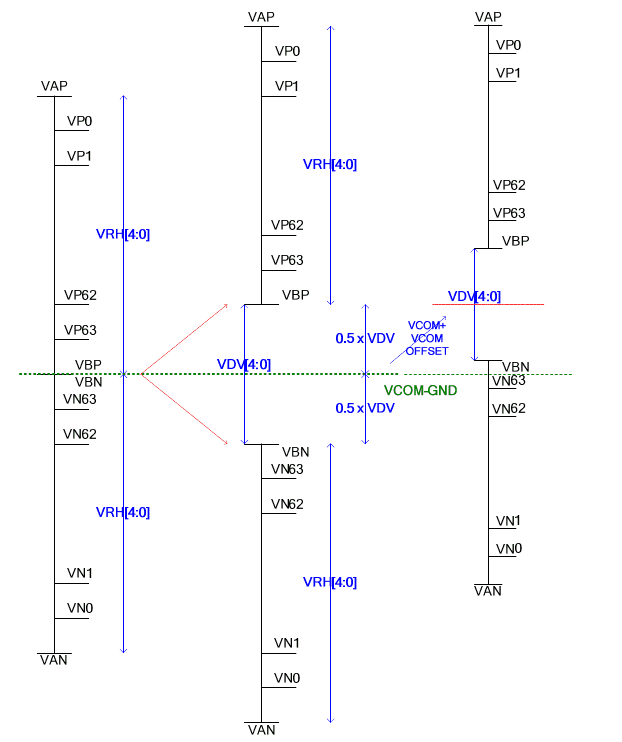 VAP
VP0
VP1
VRH[4:0]
VP62
VP63
VBP
VBN
VN63
VN62
VRH[4:0]
VN1
VN0
VAN
VAP
VP0
VP1
VRH[4:0]
VP62
VP63
VBP
0.5 x VDV
VDV[4:0]
0.5 x VDV
VBN
VN63
VN62
VRH[4:0]
VN1
VN0
VAN
VCOM+
VCOM
OFFSET
VCOM-GND
VAP
VP0
VP1
VP62
VP63
VBP
VDV[4:0]
VBN
VN63
VN62
VN1
VN0
VAN